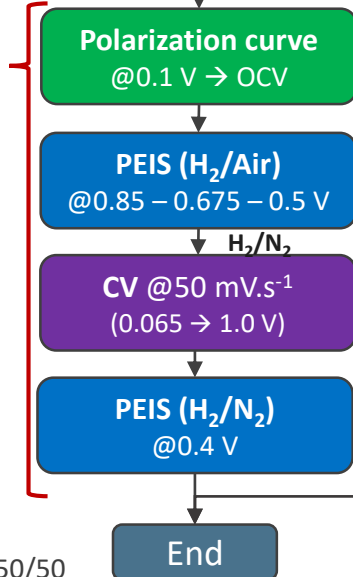 Polarization curve
@0.1 V → OCV
PEIS (H₂/Air)
@0.85 – 0.675 – 0.5 V
H₂/N₂
CV @50 mV.s⁻¹
(0.065 → 1.0 V)
PEIS (H₂/N₂)
@0.4 V
End
50/50